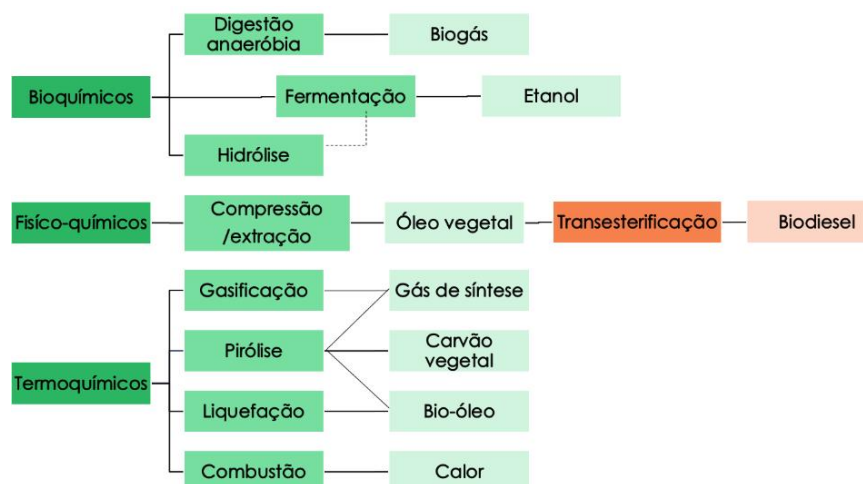 Digestão
anaeróbia
Biogás
Bioquímicos
Fermentação
Etanol
Hidrólise
Fisíco-químicos
Compressão
/extração
Óleo vegetal
Transesterificação
Biodiesel
Gasificação
Gás de síntese
Pirólise
Carvão
vegetal
Termoquímicos
Liquefação
Bio-óleo
Combustão
Calor